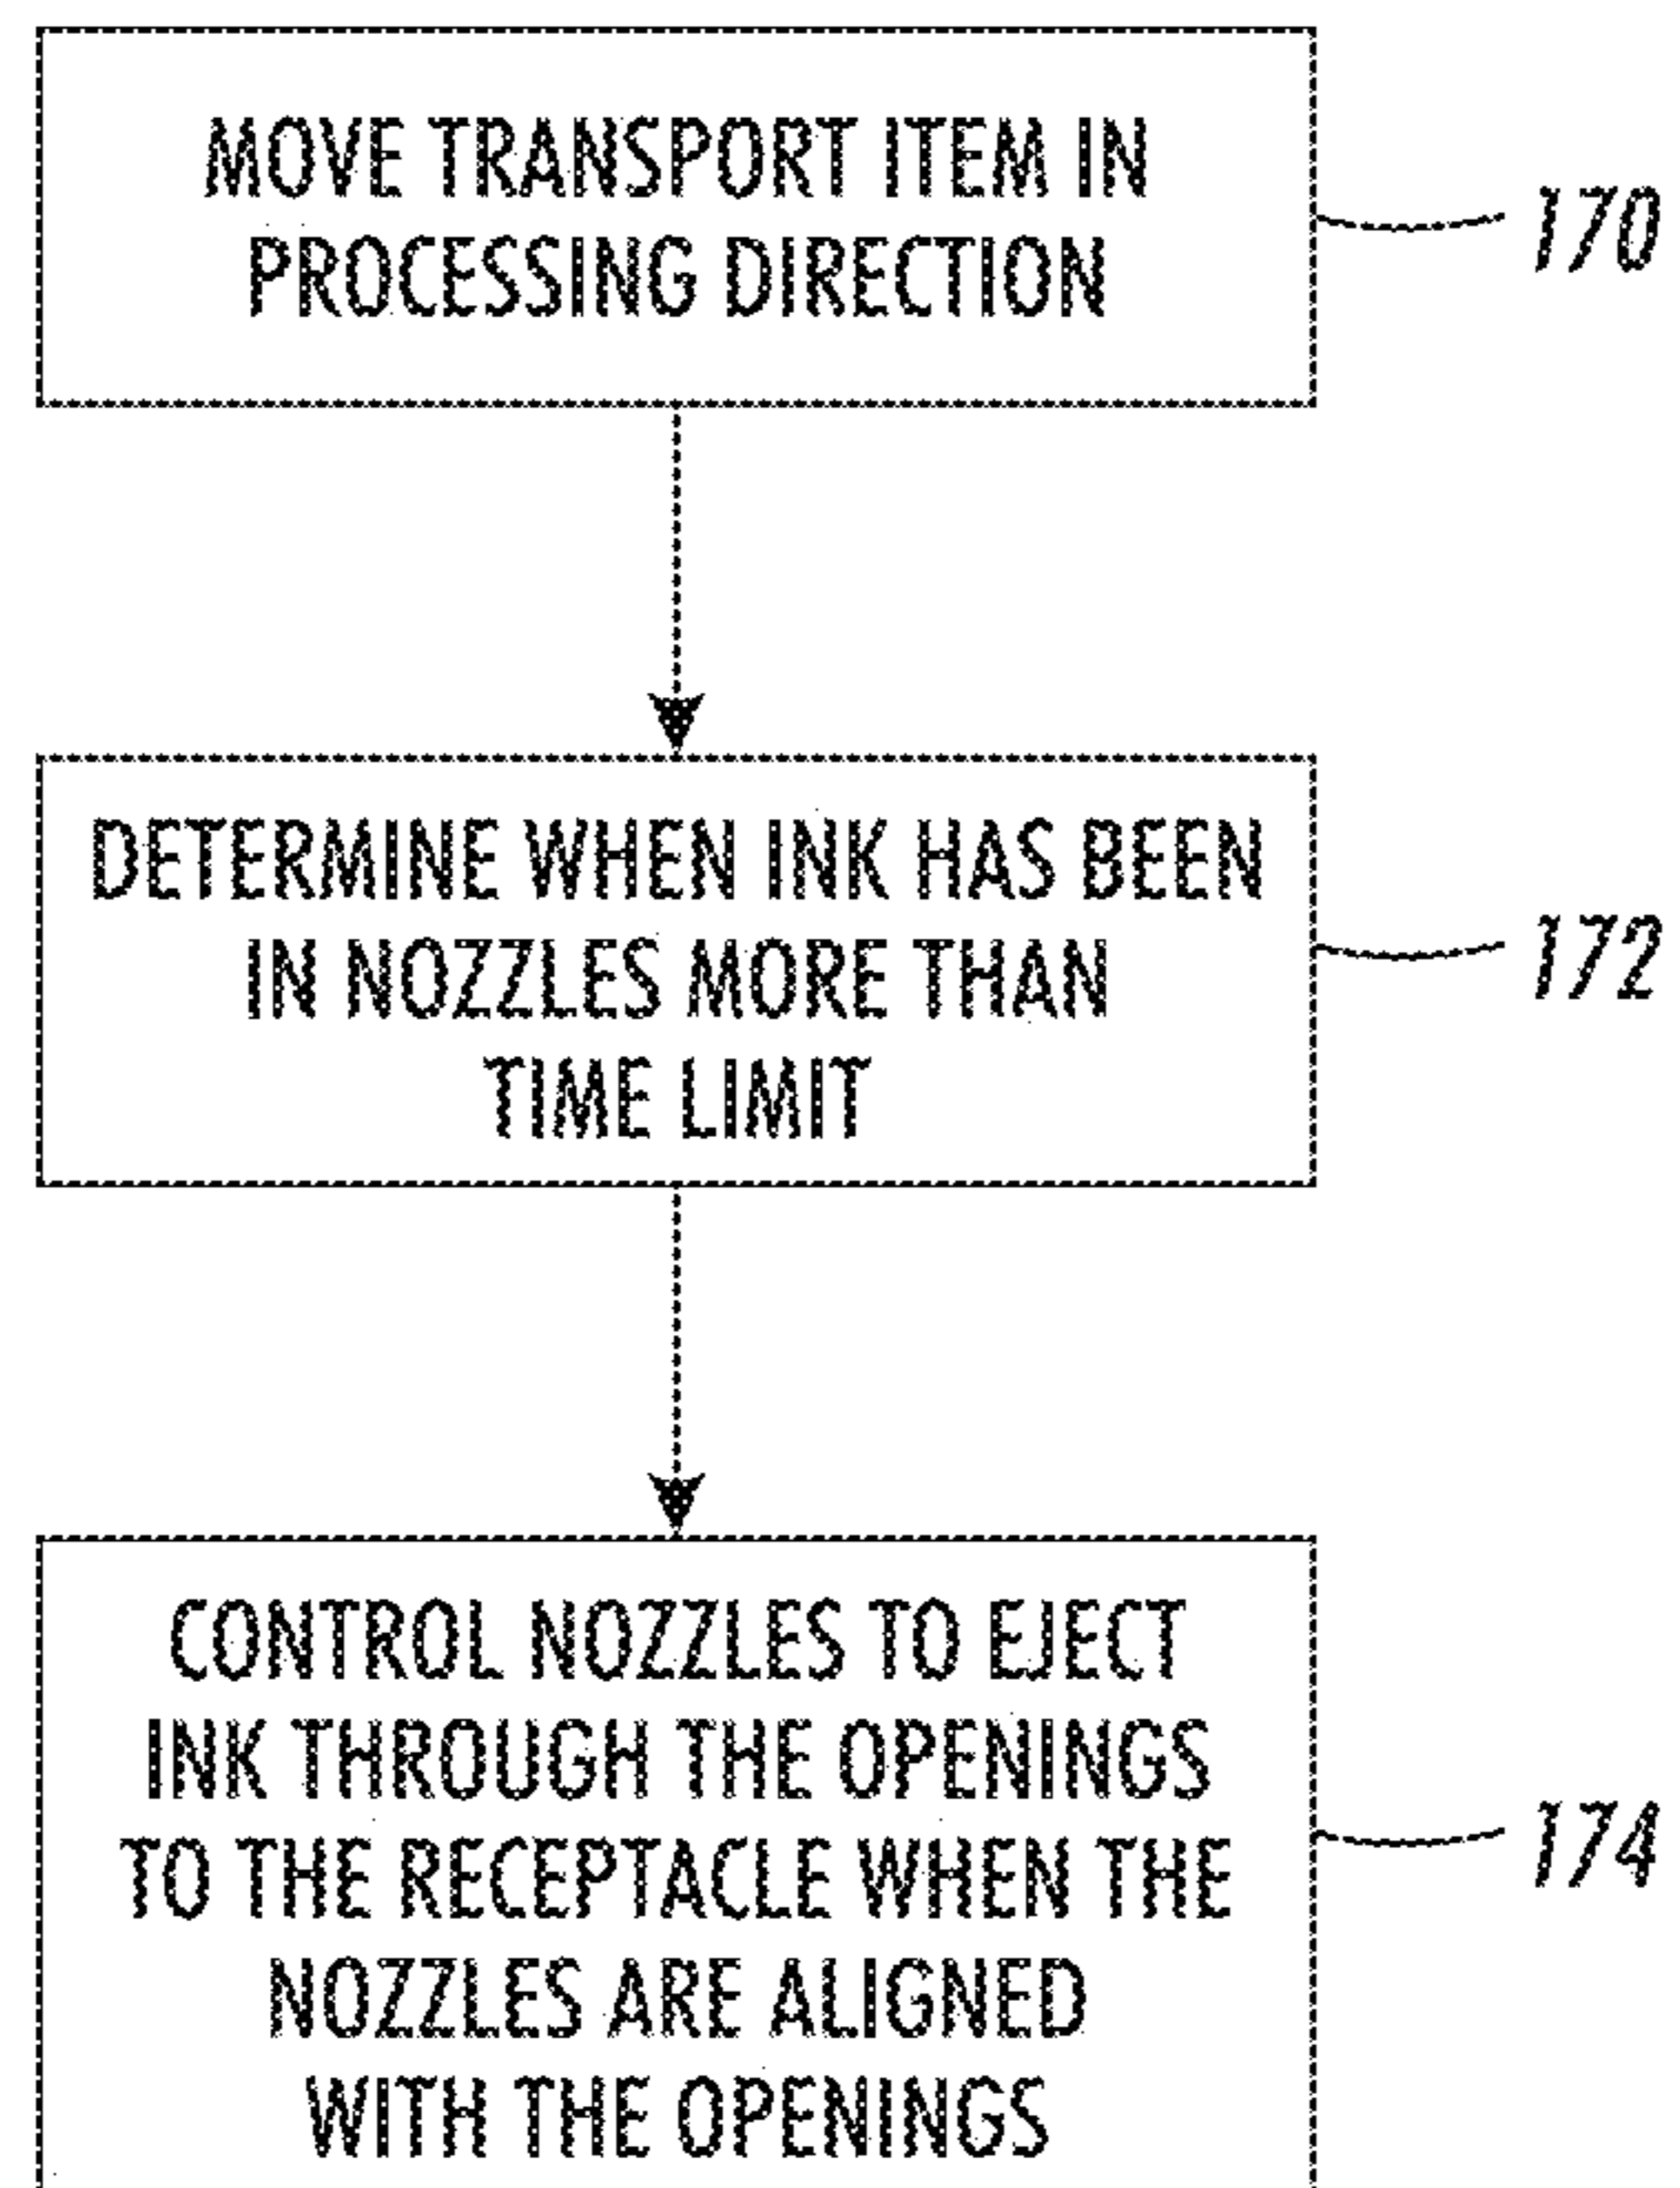 MOVE TRANSPORT ITEM IN
PROCESSING DIRECTION
170
DETERMINE WHEN INK HAS BEEN
IN NOZZLES MORE THAN
TIME LIMIT
172
CONTROL NOZZLES TO EJECT
INK THROUGH THE OPENINGS
TO THE RECEPTACLE WHEN THE
NOZZLES ARE ALIGNED
WITH THE OPENINGS
174